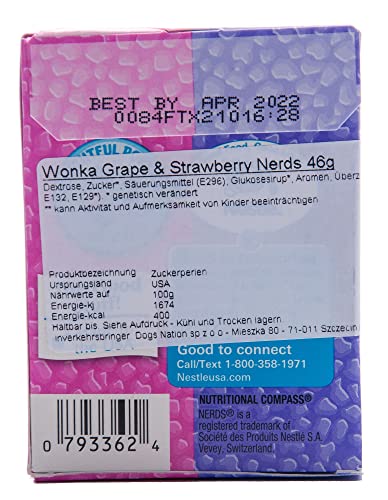 BEST BY APR 2022
0084FTX21016:28
Wonka Grape & Strawberry Nerds 46g
Dextrose, Zucker*, Säuerungsmittel (E296), Glukosesirup*, Aromen, Überz
E132, E129**). * genetisch verändert
** kann Aktivität und Aufmerksamkeit von Kinder beeinträchtigen
Produktbezeichnung Zuckerperlen
Ursprungsland USA
Nährwerte auf 100g
Energie-kj 1674
Energie-kcal 400
Haltbar bis: Siehe Aufdruck - Kühl und Trocken lagern.
Inverkehrsbringer: Dogs Nation sp z o o - Mieszka 80 - 71-011 Szczecin
Good to connect
Call/Text 1-800-358-1971
Nestleusa.com
NUTRITIONAL COMPASS®
NERDS® is a
registered trademark of
Société des Produits Nestlé S.A.
Vevey, Switzerland.
0 793362 4